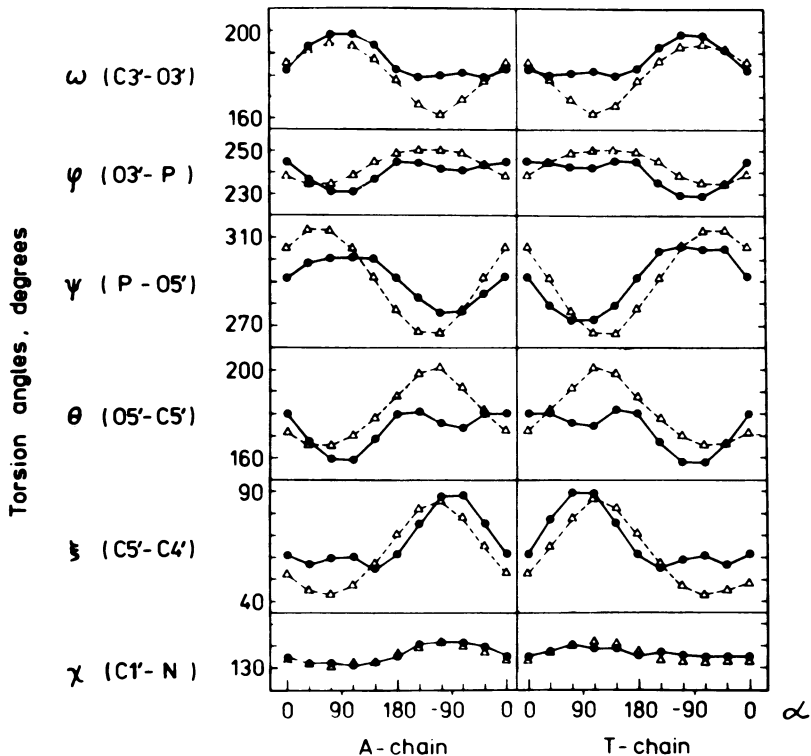 Torsion angles, degrees
ω (C3'-O3')
200
160
φ (O3'-P)
250
230
ψ (P-O5')
310
270
θ (O5'-C5')
200
160
ξ (C5'-C4')
90
40
χ (C1'-N)
130
0 90 180 -90 0 90 180 -90 0 α
A-chain T-chain